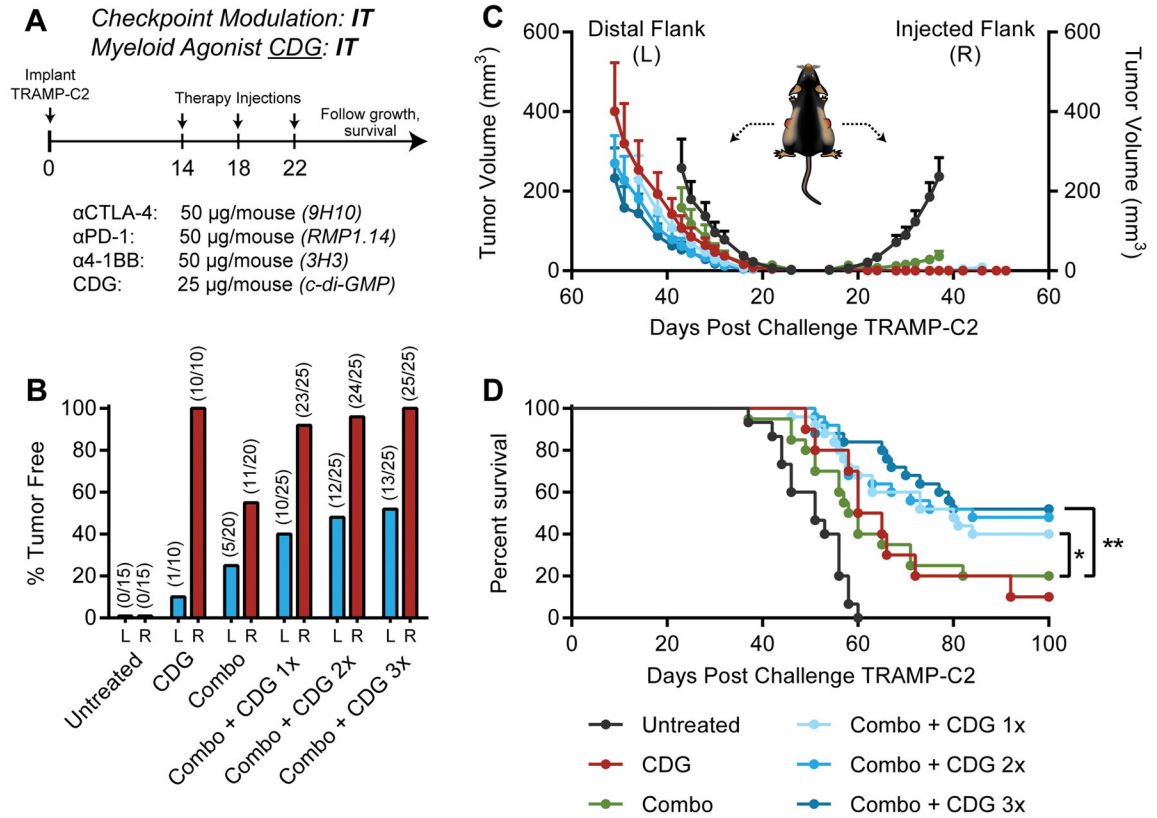 A
Checkpoint Modulation: IT
Myeloid Agonist CDG: IT
Implant
TRAMP-C2
Therapy Injections
Follow growth,
survival
0 14 18 22
αCTLA-4: 50 µg/mouse (9H10)
αPD-1: 50 µg/mouse (RMP1.14)
α4-1BB: 50 µg/mouse (3H3)
CDG: 25 µg/mouse (c-di-GMP)
B
% Tumor Free
100
80
60
40
20
0
(0/15) (0/15) (1/10) (10/10) (5/20) (11/20) (10/25) (23/25) (12/25) (24/25) (13/25) (25/25)
L R L R L R L R L R L R
Untreated
CDG
Combo
Combo + CDG 1x
Combo + CDG 2x
Combo + CDG 3x
C
Distal Flank
(L)
Injected Flank
(R)
Tumor Volume (mm3)
600
400
200
0
600
400
200
0
Tumor Volume (mm3)
60 40 20 20 40 60
Days Post Challenge TRAMP-C2
D
Percent survival
100
80
60
40
20
0
* **
0 20 40 60 80 100
Days Post Challenge TRAMP-C2
Untreated
CDG
Combo
Combo + CDG 1x
Combo + CDG 2x
Combo + CDG 3x